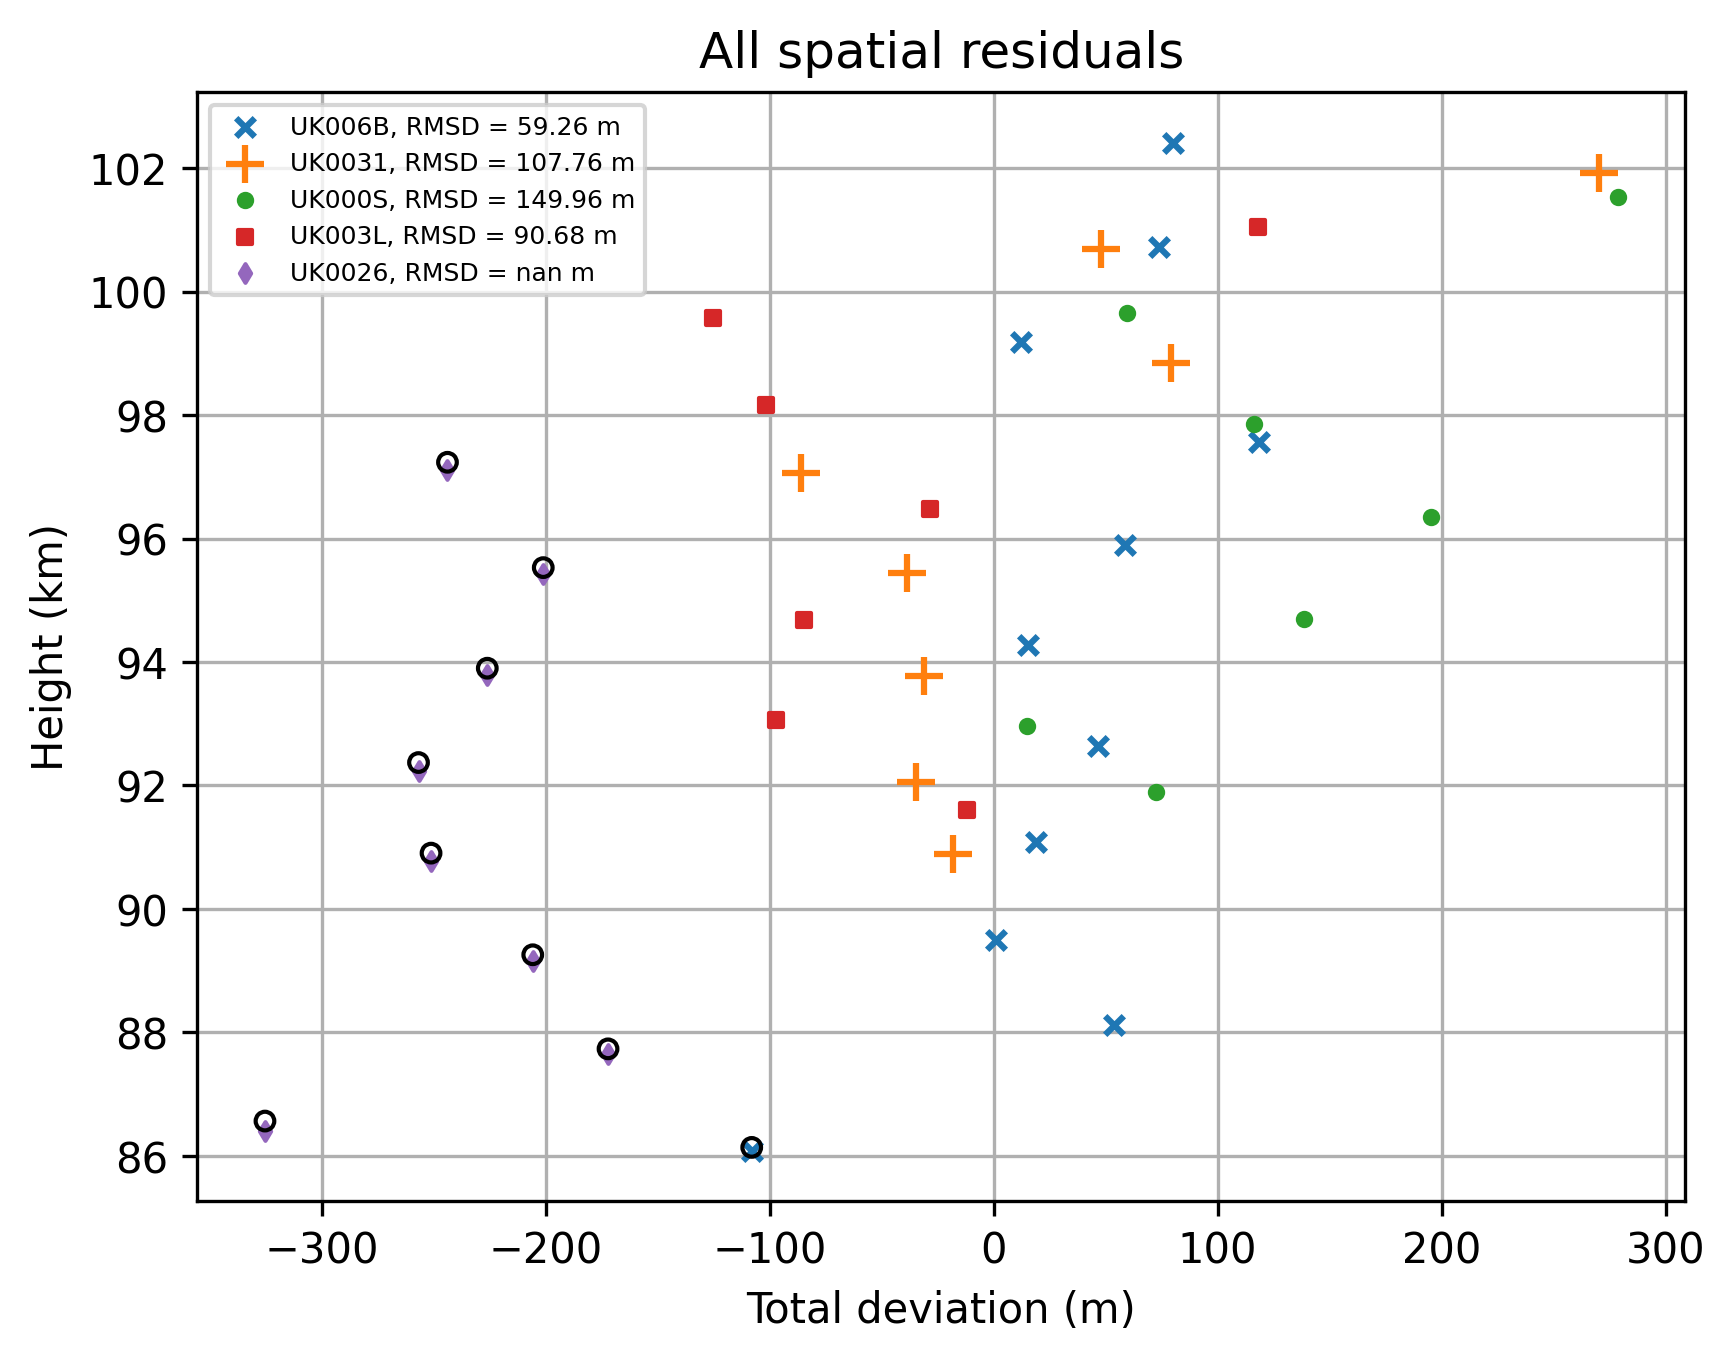 All spatial residuals
UK006B, RMSD = 59.26 m
UK0031, RMSD = 107.76 m
UK000S, RMSD = 149.96 m
UK003L, RMSD = 90.68 m
UK0026, RMSD = nan m
Height (km)
102
100
98
96
94
92
90
88
86
−300 −200 −100 0 100 200 300
Total deviation (m)